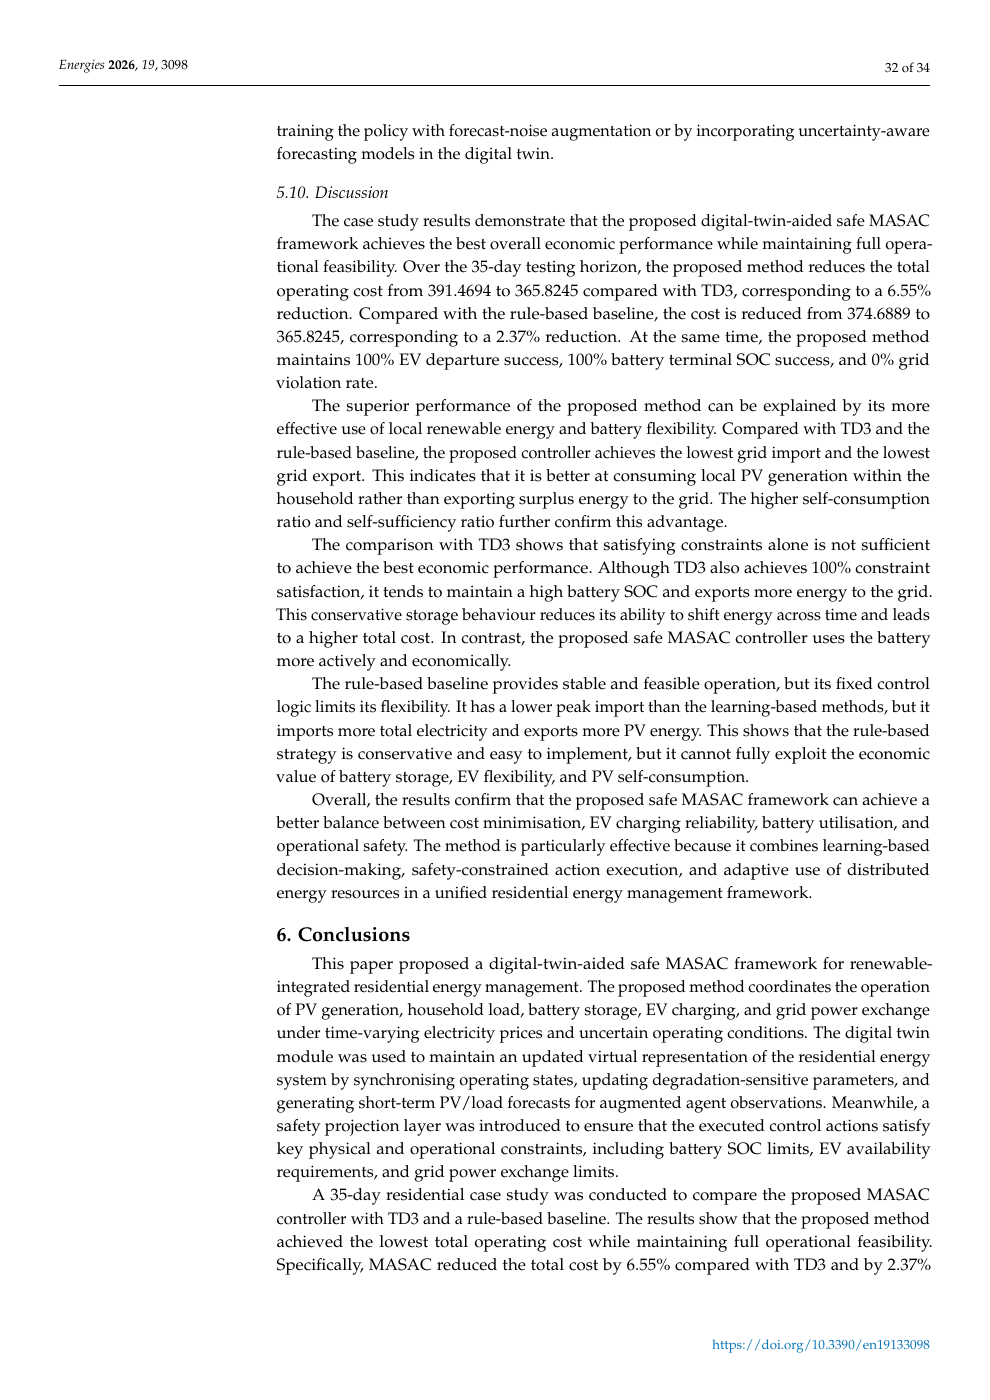 Energies 2026, 19, 3098
32 of 34
training the policy with forecast-noise augmentation or by incorporating uncertainty-aware
forecasting models in the digital twin.
5.10. Discussion
The case study results demonstrate that the proposed digital-twin-aided safe MASAC
framework achieves the best overall economic performance while maintaining full opera-
tional feasibility. Over the 35-day testing horizon, the proposed method reduces the total
operating cost from 391.4694 to 365.8245 compared with TD3, corresponding to a 6.55%
reduction. Compared with the rule-based baseline, the cost is reduced from 374.6889 to
365.8245, corresponding to a 2.37% reduction. At the same time, the proposed method
maintains 100% EV departure success, 100% battery terminal SOC success, and 0% grid
violation rate.
The superior performance of the proposed method can be explained by its more
effective use of local renewable energy and battery flexibility. Compared with TD3 and the
rule-based baseline, the proposed controller achieves the lowest grid import and the lowest
grid export. This indicates that it is better at consuming local PV generation within the
household rather than exporting surplus energy to the grid. The higher self-consumption
ratio and self-sufficiency ratio further confirm this advantage.
The comparison with TD3 shows that satisfying constraints alone is not sufficient
to achieve the best economic performance. Although TD3 also achieves 100% constraint
satisfaction, it tends to maintain a high battery SOC and exports more energy to the grid.
This conservative storage behaviour reduces its ability to shift energy across time and leads
to a higher total cost. In contrast, the proposed safe MASAC controller uses the battery
more actively and economically.
The rule-based baseline provides stable and feasible operation, but its fixed control
logic limits its flexibility. It has a lower peak import than the learning-based methods, but it
imports more total electricity and exports more PV energy. This shows that the rule-based
strategy is conservative and easy to implement, but it cannot fully exploit the economic
value of battery storage, EV flexibility, and PV self-consumption.
Overall, the results confirm that the proposed safe MASAC framework can achieve a
better balance between cost minimisation, EV charging reliability, battery utilisation, and
operational safety. The method is particularly effective because it combines learning-based
decision-making, safety-constrained action execution, and adaptive use of distributed
energy resources in a unified residential energy management framework.
6. Conclusions
This paper proposed a digital-twin-aided safe MASAC framework for renewable-
integrated residential energy management. The proposed method coordinates the operation
of PV generation, household load, battery storage, EV charging, and grid power exchange
under time-varying electricity prices and uncertain operating conditions. The digital twin
module was used to maintain an updated virtual representation of the residential energy
system by synchronising operating states, updating degradation-sensitive parameters, and
generating short-term PV/load forecasts for augmented agent observations. Meanwhile, a
safety projection layer was introduced to ensure that the executed control actions satisfy
key physical and operational constraints, including battery SOC limits, EV availability
requirements, and grid power exchange limits.
A 35-day residential case study was conducted to compare the proposed MASAC
controller with TD3 and a rule-based baseline. The results show that the proposed method
achieved the lowest total operating cost while maintaining full operational feasibility.
Specifically, MASAC reduced the total cost by 6.55% compared with TD3 and by 2.37%
https://doi.org/10.3390/en19133098